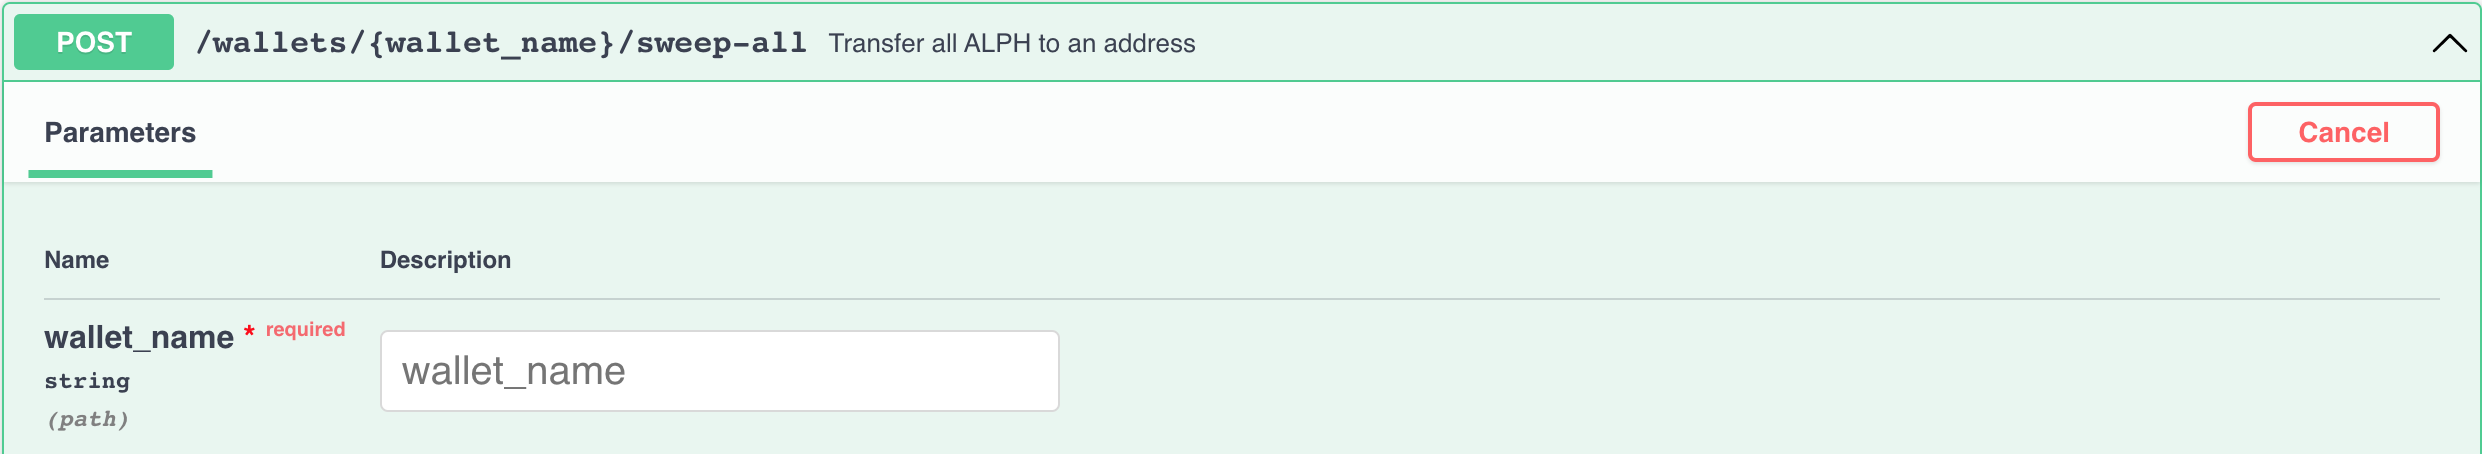 POST /wallets/{wallet_name}/sweep-all Transfer all ALPH to an address
Parameters Cancel
Name Description
wallet_name * required
wallet_name
string
(path)